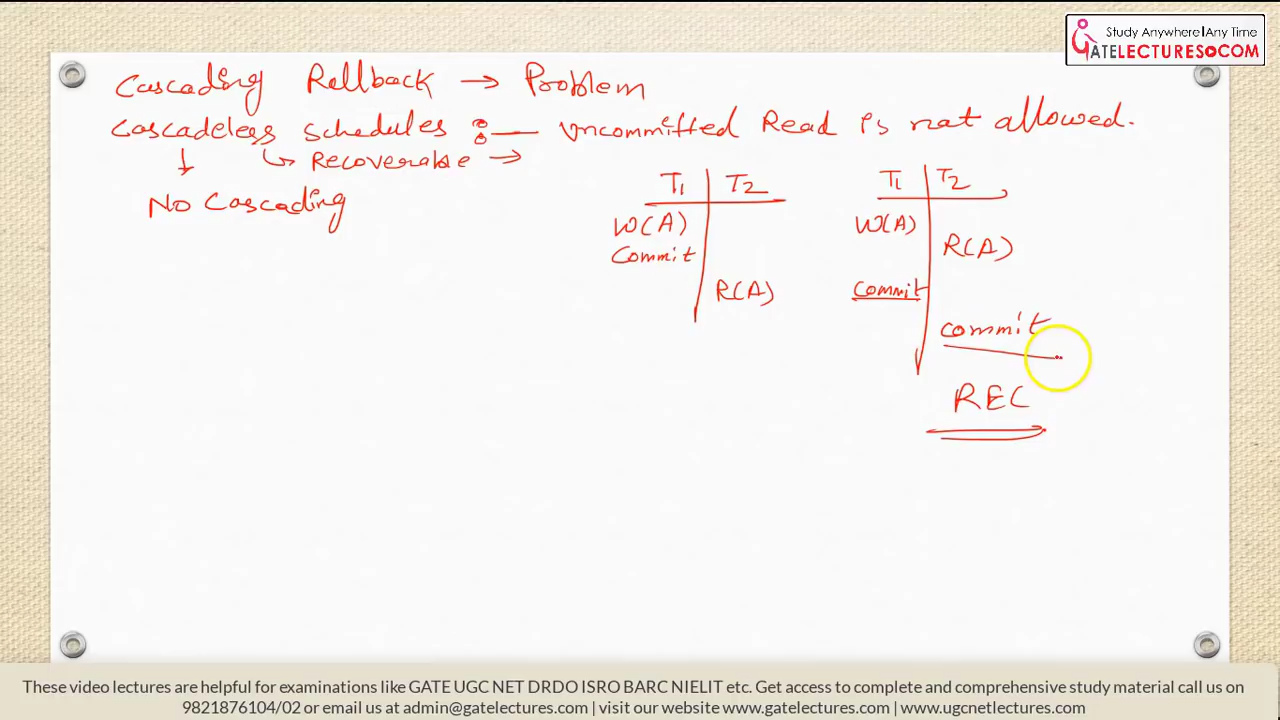 Study Anywhere | Any Time
GATELECTURES.COM
Cascading Rollback → Problem
Cascadeless schedules :— Uncommitted Read is not allowed.
↳ Recoverable →
No Cascading
T1 T2
W(A)
Commit
R(A)
T1 T2
W(A)
R(A)
Commit
commit
REC
These video lectures are helpful for examinations like GATE UGC NET DRDO ISRO BARC NIELIT etc. Get access to complete and comprehensive study material call us on
9821876104/02 or email us at admin@gatelectures.com | visit our website www.gatelectures.com | www.ugcnetlectures.com